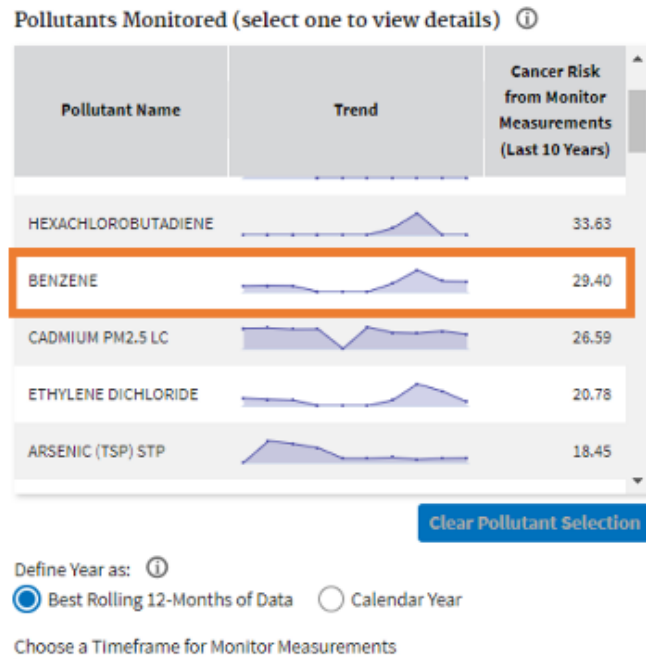 Pollutants Monitored (select one to view details) ⓘ
Pollutant Name Trend Cancer Risk from Monitor Measurements (Last 10 Years)
HEXACHLOROBUTADIENE 33.63
BENZENE 29.40
CADMIUM PM2.5 LC 26.59
ETHYLENE DICHLORIDE 20.78
ARSENIC (TSP) STP 18.45
Clear Pollutant Selection
Define Year as: ⓘ
Best Rolling 12-Months of Data Calendar Year
Choose a Timeframe for Monitor Measurements